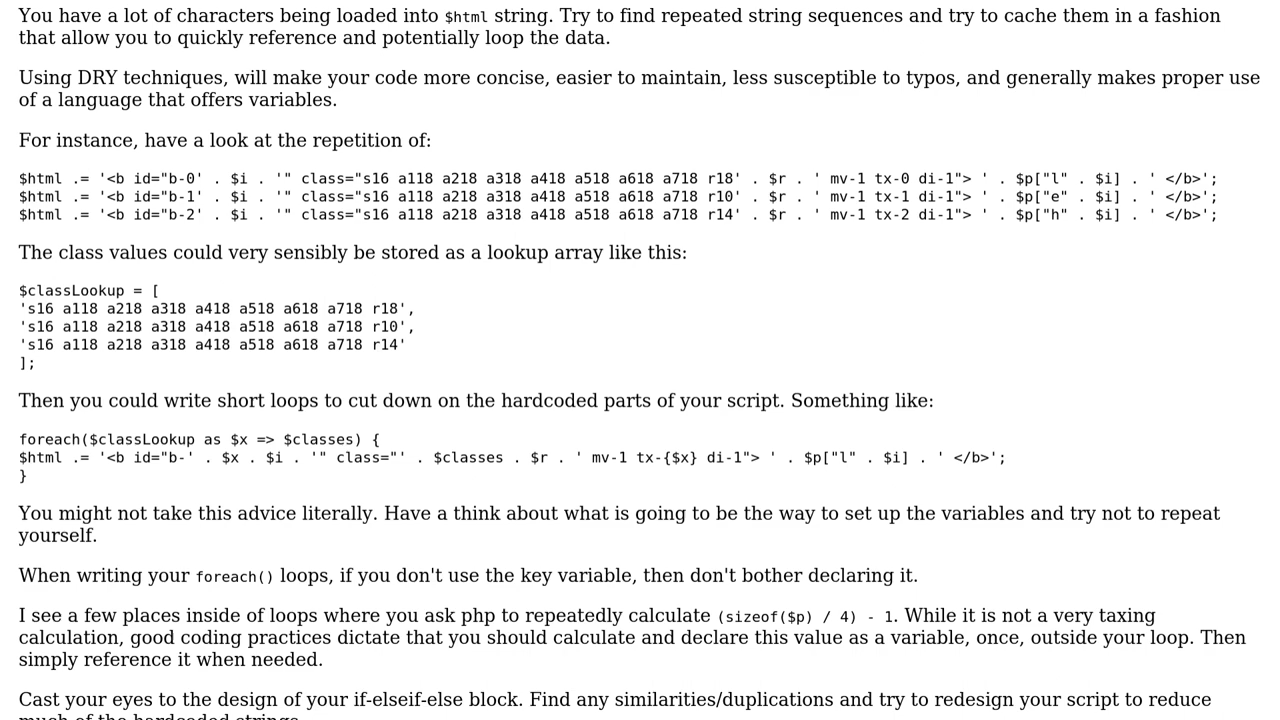 You have a lot of characters being loaded into $html string. Try to find repeated string sequences and try to cache them in a fashion
that allow you to quickly reference and potentially loop the data.
Using DRY techniques, will make your code more concise, easier to maintain, less susceptible to typos, and generally makes proper use
of a language that offers variables.
For instance, have a look at the repetition of:
$html .= '<b id="b-0' . $i . '" class="s16 a118 a218 a318 a418 a518 a618 a718 r18' . $r . ' mv-1 tx-0 di-1"> ' . $p["l" . $i] . ' </b>';
$html .= '<b id="b-1' . $i . '" class="s16 a118 a218 a318 a418 a518 a618 a718 r10' . $r . ' mv-1 tx-1 di-1"> ' . $p["e" . $i] . ' </b>';
$html .= '<b id="b-2' . $i . '" class="s16 a118 a218 a318 a418 a518 a618 a718 r14' . $r . ' mv-1 tx-2 di-1"> ' . $p["h" . $i] . ' </b>';
The class values could very sensibly be stored as a lookup array like this:
$classLookup = [
's16 a118 a218 a318 a418 a518 a618 a718 r18',
's16 a118 a218 a318 a418 a518 a618 a718 r10',
's16 a118 a218 a318 a418 a518 a618 a718 r14'
];
Then you could write short loops to cut down on the hardcoded parts of your script. Something like:
foreach($classLookup as $x => $classes) {
$html .= '<b id="b-' . $x . $i . '" class="' . $classes . $r . ' mv-1 tx-{$x} di-1"> ' . $p["l" . $i] . ' </b>';
}
You might not take this advice literally. Have a think about what is going to be the way to set up the variables and try not to repeat
yourself.
When writing your foreach() loops, if you don't use the key variable, then don't bother declaring it.
I see a few places inside of loops where you ask php to repeatedly calculate (sizeof($p) / 4) - 1. While it is not a very taxing
calculation, good coding practices dictate that you should calculate and declare this value as a variable, once, outside your loop. Then
simply reference it when needed.
Cast your eyes to the design of your if-elseif-else block. Find any similarities/duplications and try to redesign your script to reduce
much of the hardcoded strings.